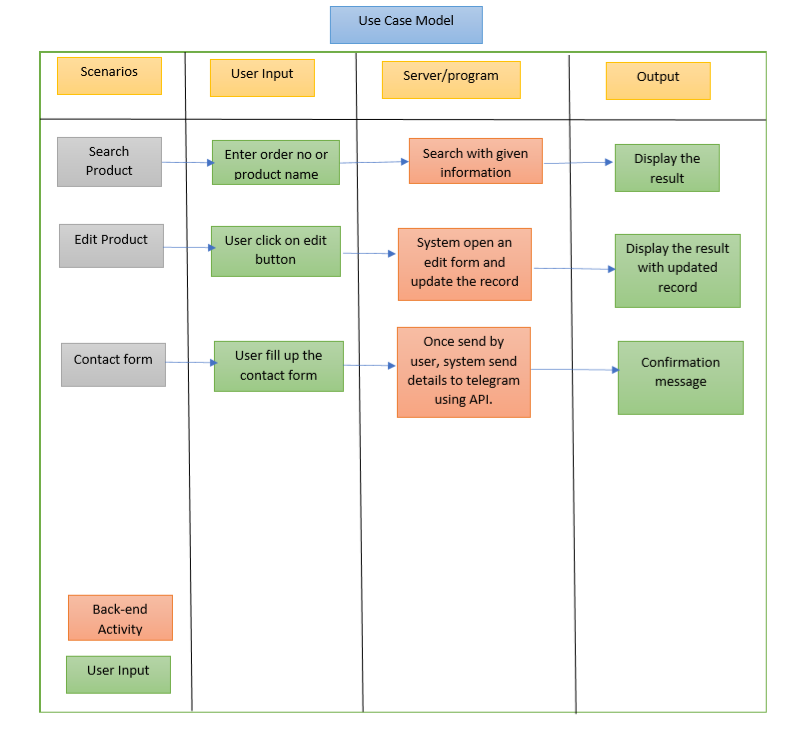 Use Case Model
Scenarios
User Input
Server/program
Output
Search
Product
Enter order no or
product name
Search with given
information
Display the
result
Edit Product
User click on edit
button
System open an
edit form and
update the record
Display the result
with updated
record
Contact form
User fill up the
contact form
Once send by
user, system send
details to telegram
using API.
Confirmation
message
Back-end
Activity
User Input